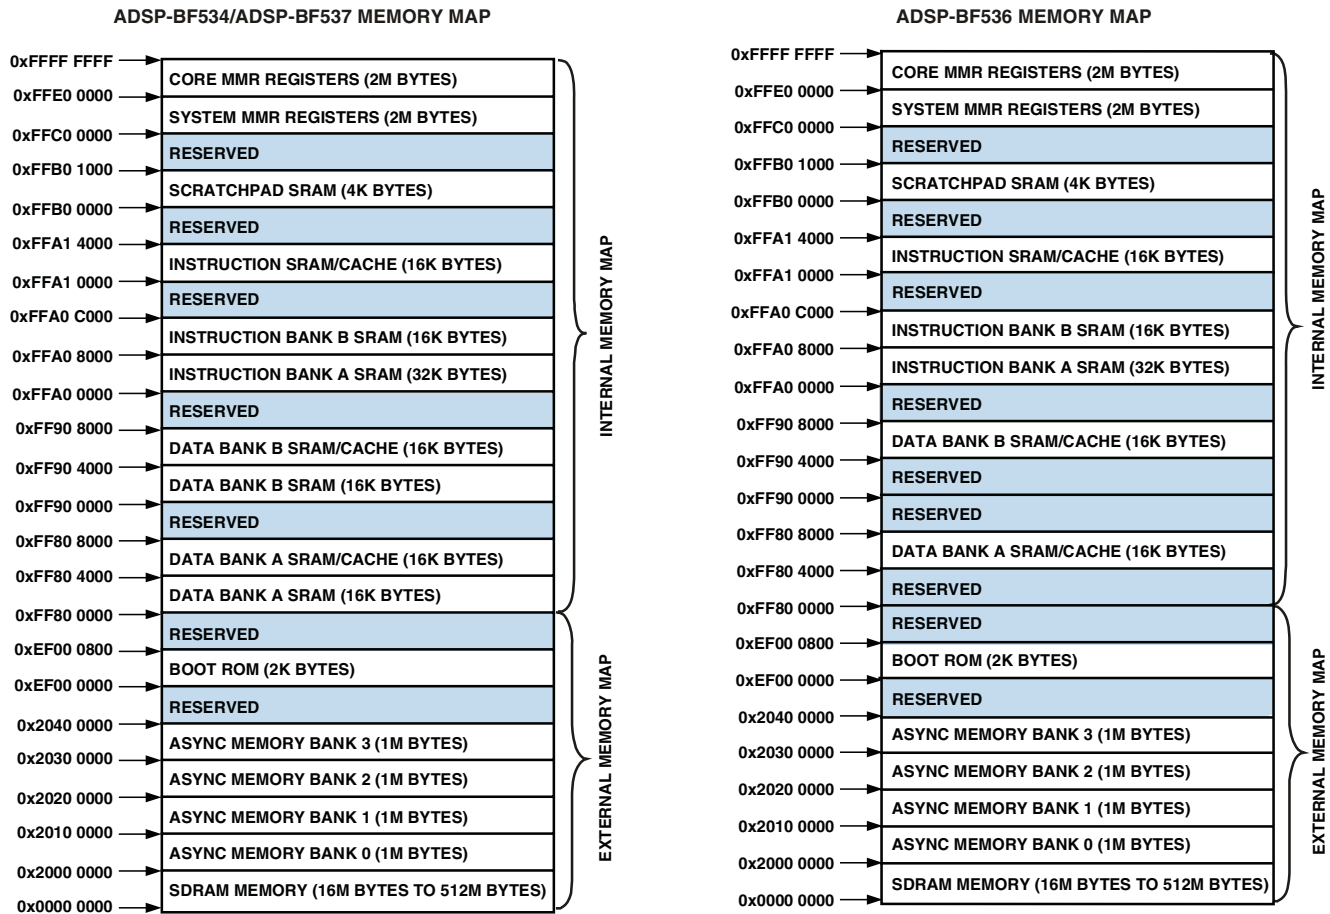 ADSP-BF534/ADSP-BF537 MEMORY MAP
0xFFFF FFFF
CORE MMR REGISTERS (2M BYTES)
0xFFE0 0000
SYSTEM MMR REGISTERS (2M BYTES)
0xFFC0 0000
RESERVED
0xFFB0 1000
SCRATCHPAD SRAM (4K BYTES)
0xFFB0 0000
RESERVED
0xFFA1 4000
INSTRUCTION SRAM/CACHE (16K BYTES)
0xFFA1 0000
RESERVED
0xFFA0 C000
INSTRUCTION BANK B SRAM (16K BYTES)
0xFFA0 8000
INSTRUCTION BANK A SRAM (32K BYTES)
0xFFA0 0000
RESERVED
0xFF90 8000
DATA BANK B SRAM/CACHE (16K BYTES)
0xFF90 4000
DATA BANK B SRAM (16K BYTES)
0xFF90 0000
RESERVED
0xFF80 8000
DATA BANK A SRAM/CACHE (16K BYTES)
0xFF80 4000
DATA BANK A SRAM (16K BYTES)
0xFF80 0000
RESERVED
0xEF00 0800
BOOT ROM (2K BYTES)
0xEF00 0000
RESERVED
0x2040 0000
ASYNC MEMORY BANK 3 (1M BYTES)
0x2030 0000
ASYNC MEMORY BANK 2 (1M BYTES)
0x2020 0000
ASYNC MEMORY BANK 1 (1M BYTES)
0x2010 0000
ASYNC MEMORY BANK 0 (1M BYTES)
0x2000 0000
SDRAM MEMORY (16M BYTES TO 512M BYTES)
0x0000 0000
INTERNAL MEMORY MAP
EXTERNAL MEMORY MAP
ADSP-BF536 MEMORY MAP
0xFFFF FFFF
CORE MMR REGISTERS (2M BYTES)
0xFFE0 0000
SYSTEM MMR REGISTERS (2M BYTES)
0xFFC0 0000
RESERVED
0xFFB0 1000
SCRATCHPAD SRAM (4K BYTES)
0xFFB0 0000
RESERVED
0xFFA1 4000
INSTRUCTION SRAM/CACHE (16K BYTES)
0xFFA1 0000
RESERVED
0xFFA0 C000
INSTRUCTION BANK B SRAM (16K BYTES)
0xFFA0 8000
INSTRUCTION BANK A SRAM (32K BYTES)
0xFFA0 0000
RESERVED
0xFF90 8000
DATA BANK B SRAM/CACHE (16K BYTES)
0xFF90 4000
RESERVED
0xFF90 0000
RESERVED
0xFF80 8000
DATA BANK A SRAM/CACHE (16K BYTES)
0xFF80 4000
RESERVED
0xFF80 0000
RESERVED
0xEF00 0800
BOOT ROM (2K BYTES)
0xEF00 0000
RESERVED
0x2040 0000
ASYNC MEMORY BANK 3 (1M BYTES)
0x2030 0000
ASYNC MEMORY BANK 2 (1M BYTES)
0x2020 0000
ASYNC MEMORY BANK 1 (1M BYTES)
0x2010 0000
ASYNC MEMORY BANK 0 (1M BYTES)
0x2000 0000
SDRAM MEMORY (16M BYTES TO 512M BYTES)
0x0000 0000
INTERNAL MEMORY MAP
EXTERNAL MEMORY MAP